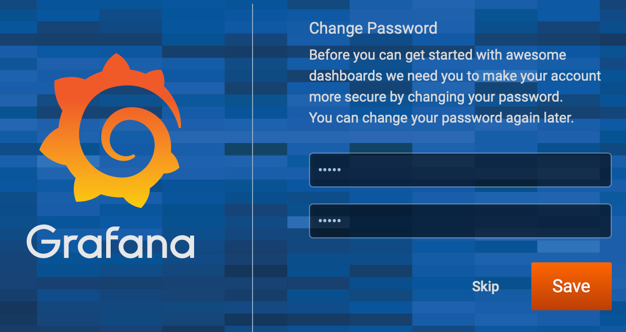 Grafana
Change Password
Before you can get started with awesome
dashboards we need you to make your account
more secure by changing your password.
You can change your password again later.
•••••
•••••
Skip
Save